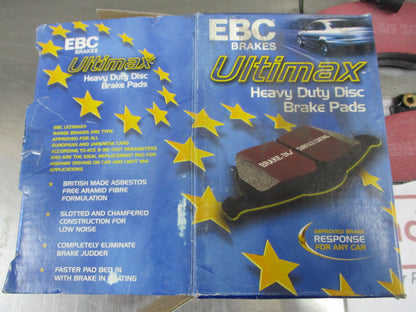 EBC
BRAKES
Ultimax
Heavy Duty Disc
Brake Pads
EBC ULTIMAX
RANGE BRAKES ARE TYPE
APPROVED FOR ALL
EUROPEAN AND JAPANESE CARS
ACCORDING TO ECE R 90 TEST PARAMETERS
AND ARE THE IDEAL REPLACEMENT PAD FOR
HIGHWAY DRIVING ON CAR AND LIGHT VAN
APPLICATIONS.
BRITISH MADE ASBESTOS
FREE ARAMID FIBRE
FORMULATION
SLOTTED AND CHAMFERED
CONSTRUCTION FOR
LOW NOISE
COMPLETELY ELIMINATE
BRAKE JUDDER
FASTER PAD BED IN
WITH BRAKE IN COATING
EBC
BRAKES
Ultimax
Heavy Duty Disc
Brake Pads
BRAKE-IN
IMPROVED BRAKE
RESPONSE
FOR ANY CAR